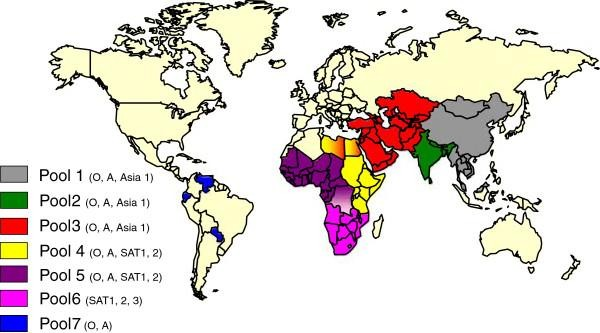 Pool 1 (O, A, Asia 1)
Pool2 (O, A, Asia 1)
Pool3 (O, A, Asia 1)
Pool 4 (O, A, SAT1, 2)
Pool 5 (O, A, SAT1, 2)
Pool6 (SAT1, 2, 3)
Pool7 (O, A)